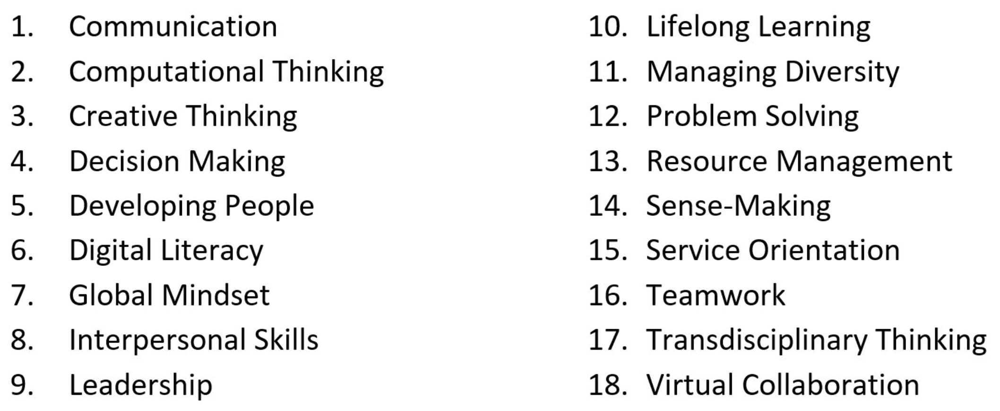 1. Communication
2. Computational Thinking
3. Creative Thinking
4. Decision Making
5. Developing People
6. Digital Literacy
7. Global Mindset
8. Interpersonal Skills
9. Leadership
10. Lifelong Learning
11. Managing Diversity
12. Problem Solving
13. Resource Management
14. Sense-Making
15. Service Orientation
16. Teamwork
17. Transdisciplinary Thinking
18. Virtual Collaboration